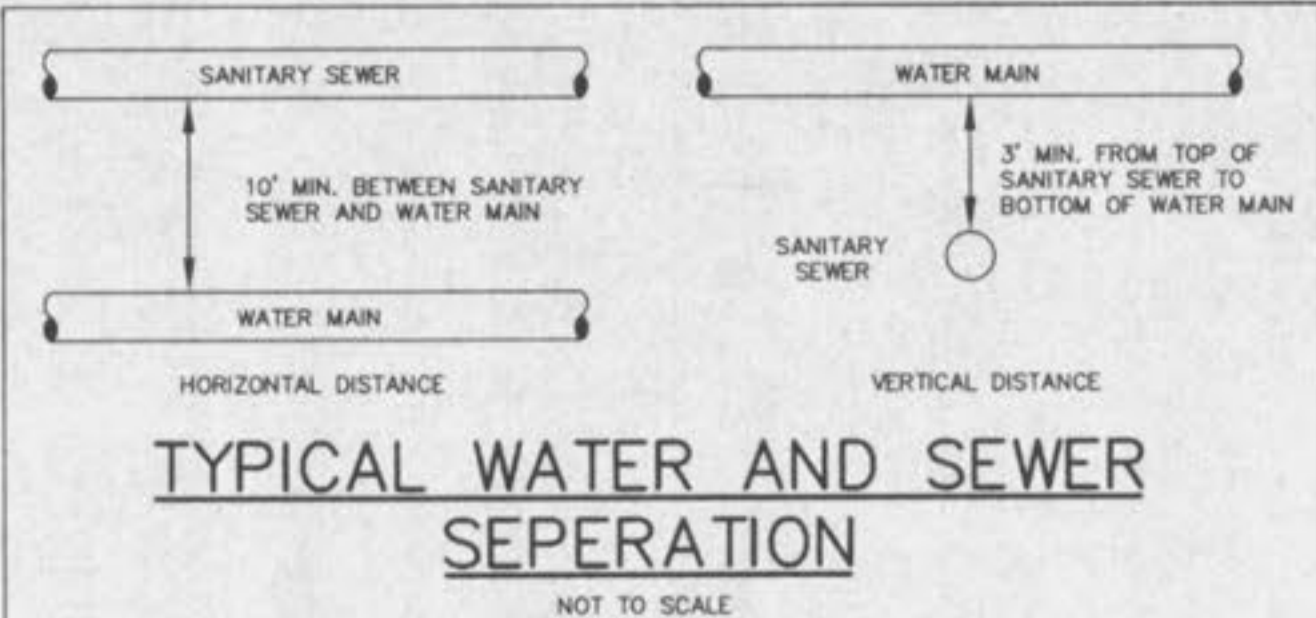 SANITARY SEWER
10' MIN. BETWEEN SANITARY
SEWER AND WATER MAIN
WATER MAIN
HORIZONTAL DISTANCE
WATER MAIN
3' MIN. FROM TOP OF
SANITARY SEWER TO
BOTTOM OF WATER MAIN
SANITARY
SEWER
VERTICAL DISTANCE
TYPICAL WATER AND SEWER
SEPERATION
NOT TO SCALE